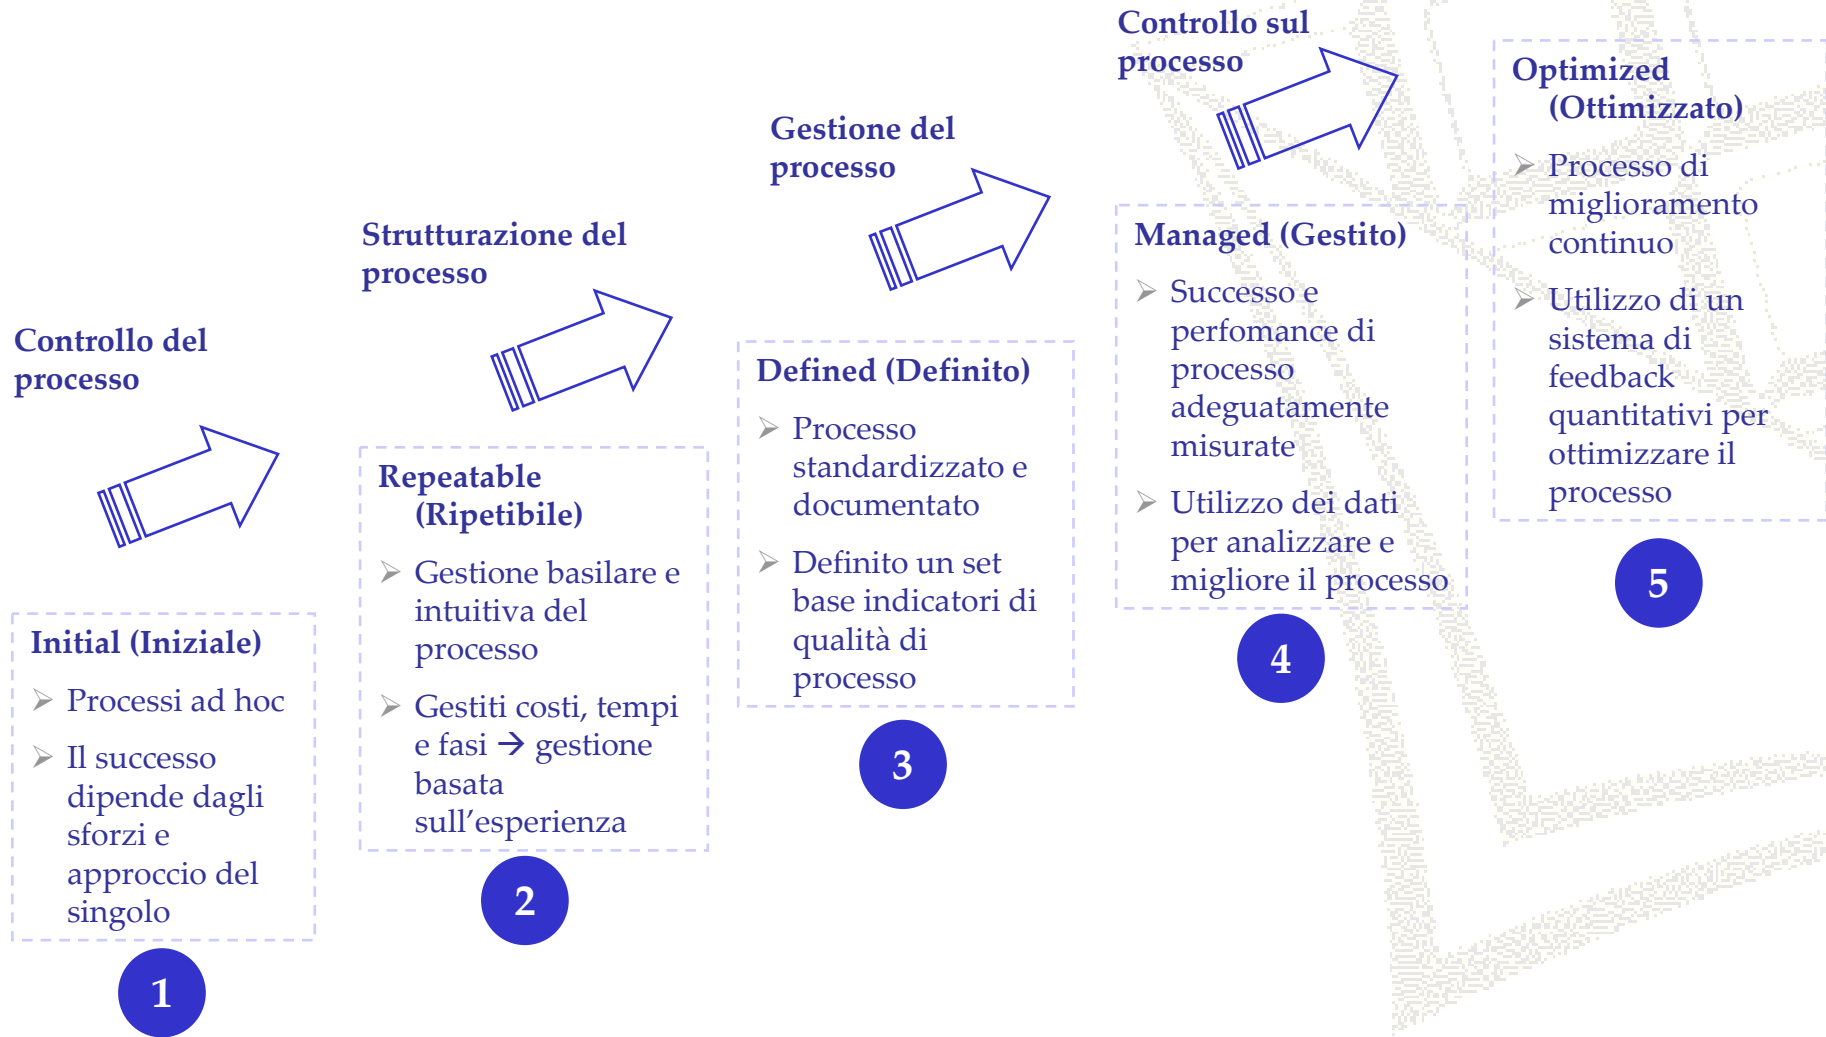 Controllo del
processo
Initial (Iniziale)
➢ Processi ad hoc
➢ Il successo
dipende dagli
sforzi e
approccio del
singolo
1
Strutturazione del
processo
Repeatable
(Ripetibile)
➢ Gestione basilare e
intuitiva del
processo
➢ Gestiti costi, tempi
e fasi → gestione
basata
sull’esperienza
2
Gestione del
processo
Defined (Definito)
➢ Processo
standardizzato e
documentato
➢ Definito un set
base indicatori di
qualità di
processo
3
Controllo sul
processo
Managed (Gestito)
➢ Successo e
perfomance di
processo
adeguatamente
misurate
➢ Utilizzo dei dati
per analizzare e
migliore il processo
4
Optimized
(Ottimizzato)
➢ Processo di
miglioramento
continuo
➢ Utilizzo di un
sistema di
feedback
quantitativi per
ottimizzare il
processo
5